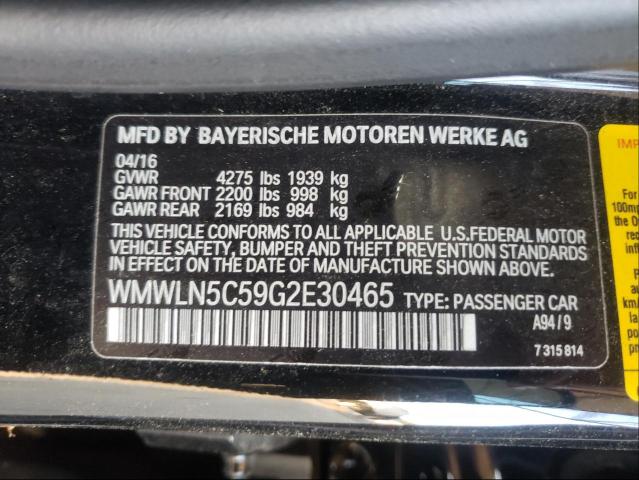 MFD BY BAYERISCHE MOTOREN WERKE AG
04/16
GVWR 4275 lbs 1939 kg
GAWR FRONT 2200 lbs 998 kg
GAWR REAR 2169 lbs 984 kg
THIS VEHICLE CONFORMS TO ALL APPLICABLE U.S.FEDERAL MOTOR
VEHICLE SAFETY, BUMPER AND THEFT PREVENTION STANDARDS
IN EFFECT ON THE DATE OF MANUFACTURE SHOWN ABOVE.
WMWLN5C59G2E30465 TYPE: PASSENGER CAR
A94/9
7 315 814
IMP
100mp